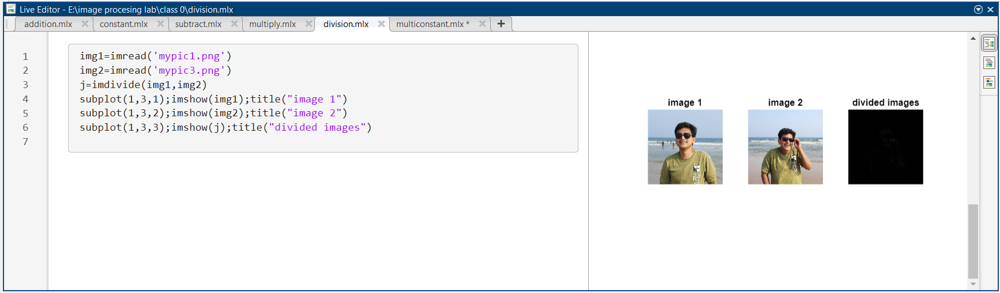 Live Editor - E:\image procesing lab\class 0\division.mlx
addition.mlx constant.mlx subtract.mlx multiply.mlx division.mlx multiconstant.mlx * +
1 img1=imread('mypic1.png')
2 img2=imread('mypic3.png')
3 j=imdivide(img1,img2)
4 subplot(1,3,1);imshow(img1);title("image 1")
5 subplot(1,3,2);imshow(img2);title("image 2")
6 subplot(1,3,3);imshow(j);title("divided images")
7
image 1 image 2 divided images